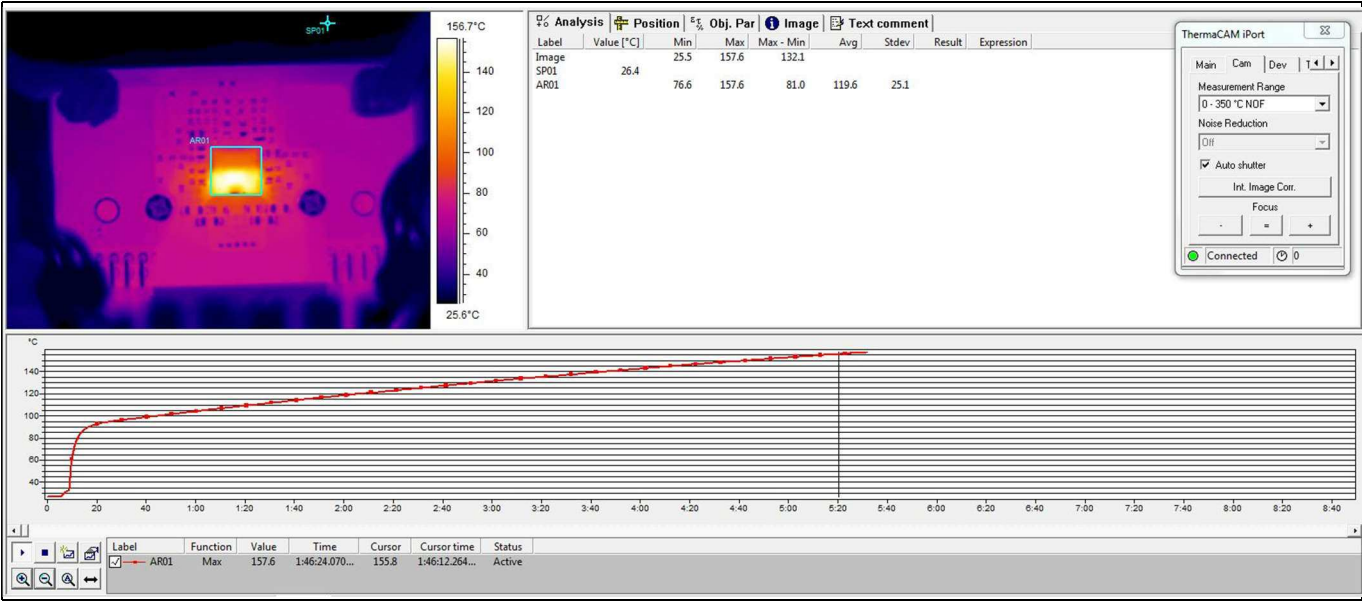 SP01
AR01
156.7°C
140
120
100
80
60
40
25.6°C
Analysis Position Obj. Par Image Text comment
Label Value [°C] Min Max Max - Min Avg Stdev Result Expression
Image 25.5 157.6 132.1
SP01 26.4
AR01 76.6 157.6 81.0 119.6 25.1
ThermaCAM iPort
Main Cam Dev
Measurement Range
0 - 350 °C NOF
Noise Reduction
Off
Auto shutter
Int. Image Corr.
Focus
- = +
Connected 0
°C
140
120
100
80
60
40
0 20 40 1:00 1:20 1:40 2:00 2:20 2:40 3:00 3:20 3:40 4:00 4:20 4:40 5:00 5:20 5:40 6:00 6:20 6:40 7:00 7:20 7:40 8:00 8:20 8:40
Label Function Value Time Cursor Cursor time Status
AR01 Max 157.6 1:46:24.070... 155.8 1:46:12.264... Active